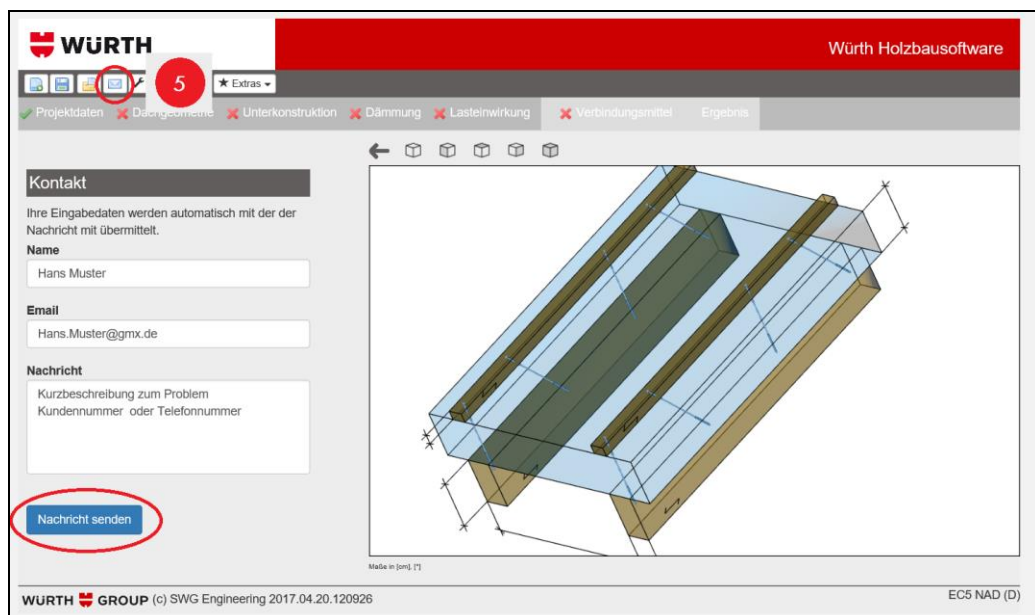 WÜRTH
Würth Holzbausoftware
5
Extras
Projektdaten Dachgeometrie Unterkonstruktion Dämmung Lasteinwirkung Verbindungsmittel Ergebnis
Kontakt
Ihre Eingabedaten werden automatisch mit der der
Nachricht mit übermittelt.
Name
Hans Muster
Email
Hans.Muster@gmx.de
Nachricht
Kurzbeschreibung zum Problem
Kundennummer oder Telefonnummer
Nachricht senden
Maße in [cm], [°]
WÜRTH GROUP (c) SWG Engineering 2017.04.20.120926
EC5 NAD (D)